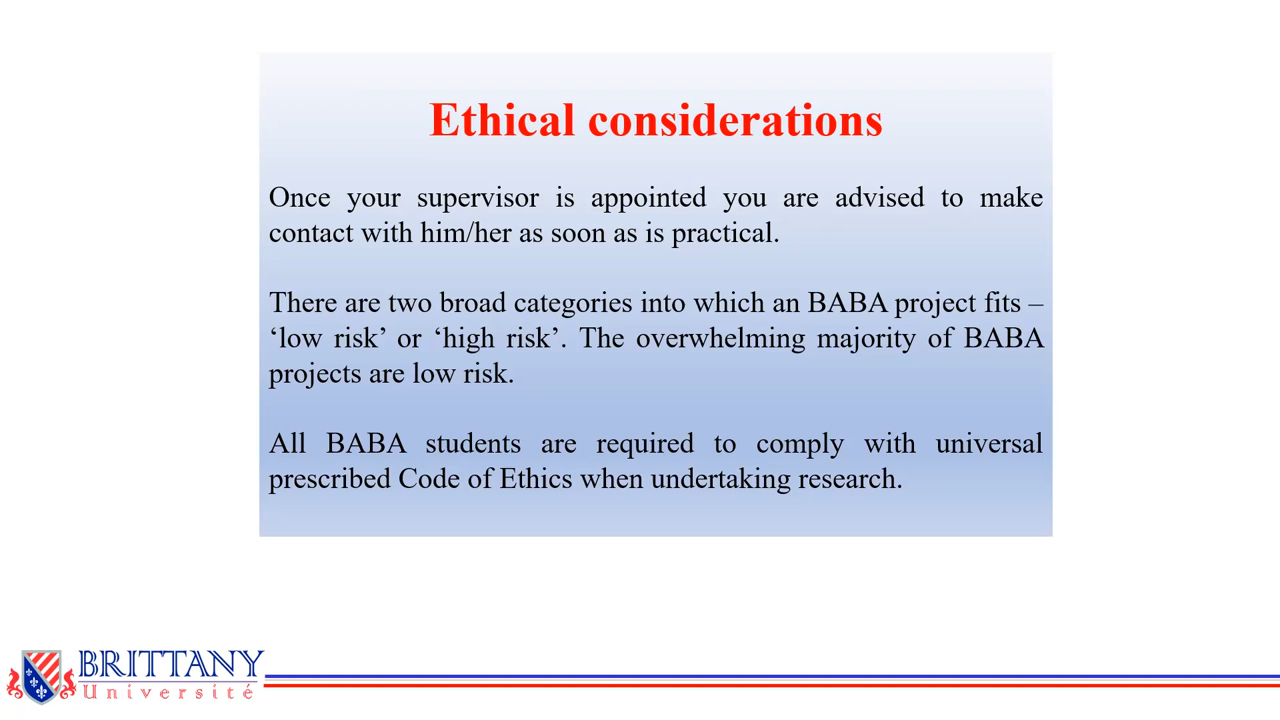 Ethical considerations
Once your supervisor is appointed you are advised to make
contact with him/her as soon as is practical.
There are two broad categories into which an BABA project fits –
‘low risk’ or ‘high risk’. The overwhelming majority of BABA
projects are low risk.
All BABA students are required to comply with universal
prescribed Code of Ethics when undertaking research.
BRITTANY
Université